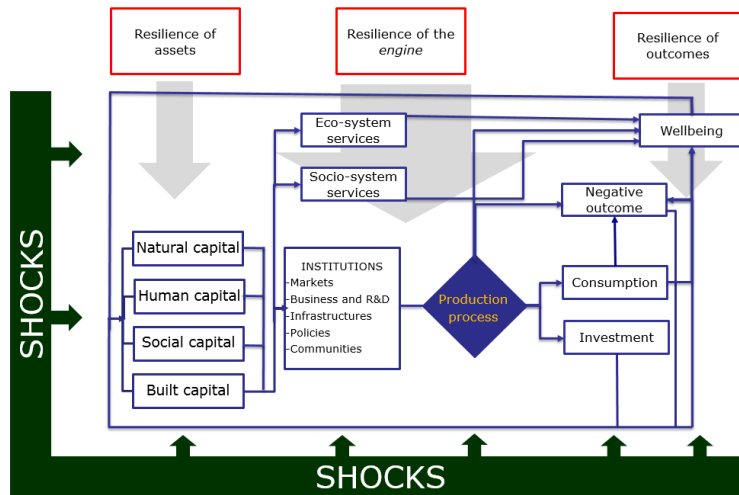 Resilience of
assets
Resilience of the
engine
Resilience of
outcomes
Eco-system
services
Wellbeing
Socio-system
services
Negative
outcome
Natural capital
Human capital
Social capital
Built capital
INSTITUTIONS
-Markets
-Business and R&D
-Infrastructures
-Policies
-Communities
Production
process
Consumption
Investment
SHOCKS
SHOCKS